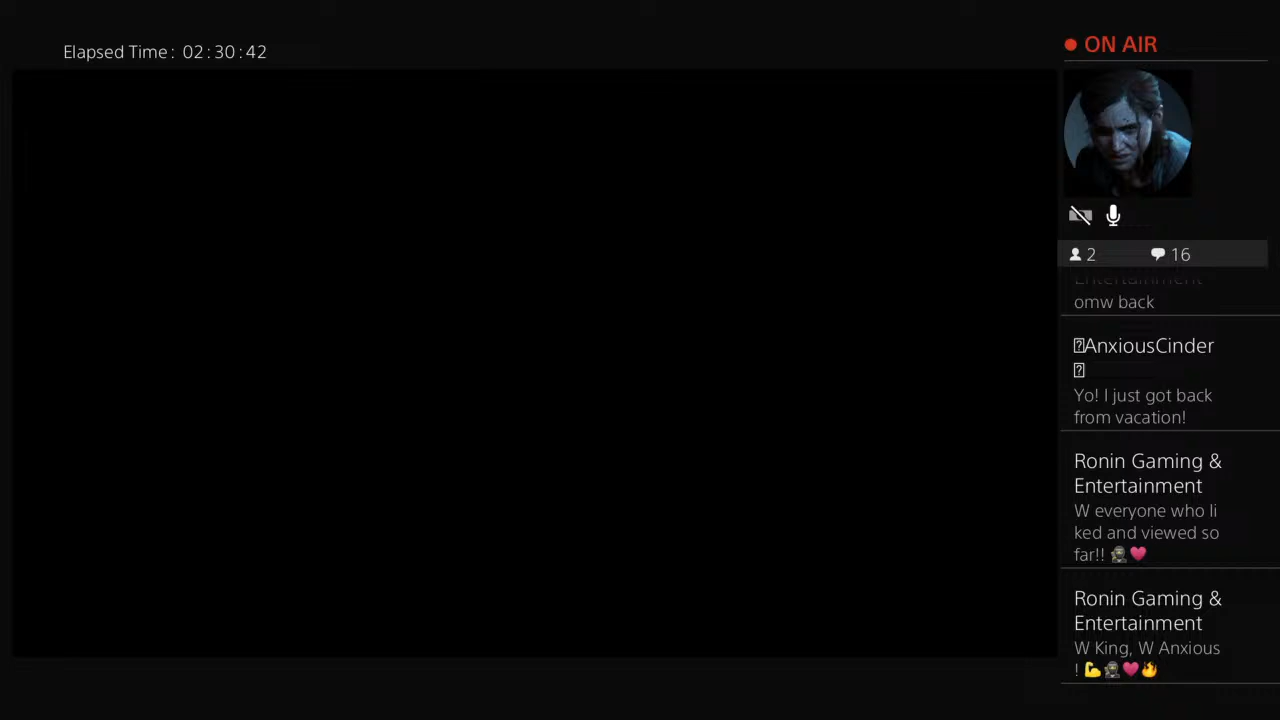 Elapsed Time: 02:30:42
ON AIR
2 16
Entertainment
omw back
AnxiousCinder
Yo! I just got back
from vacation!
Ronin Gaming &
Entertainment
W everyone who li
ked and viewed so
far!! 🥷💗
Ronin Gaming &
Entertainment
W King, W Anxious
! 💪🥷💗🔥